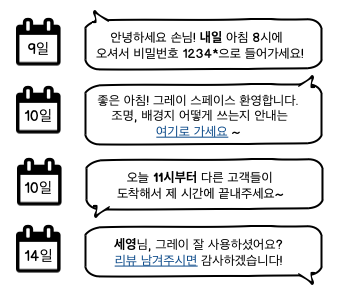 9일
안녕하세요 손님! 내일 아침 8시에
오셔서 비밀번호 1234*으로 들어가세요!
10일
좋은 아침! 그레이 스페이스 환영합니다.
조명, 배경지 어떻게 쓰는지 안내는
여기로 가세요 ~
10일
오늘 11시부터 다른 고객들이
도착해서 제 시간에 끝내주세요~
14일
세영님, 그레이 잘 사용하셨어요?
리뷰 남겨주시면 감사하겠습니다!